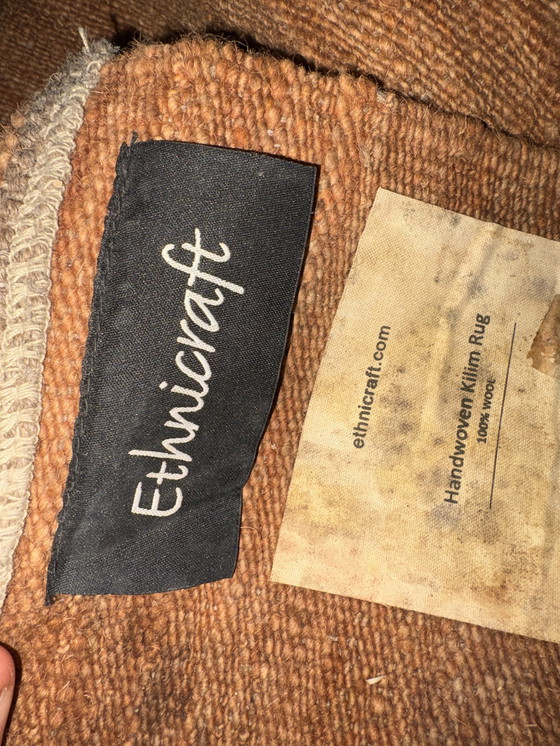 Ethnicraft
ethnicraft.com
Handwoven Kilim Rug
100% WOOL